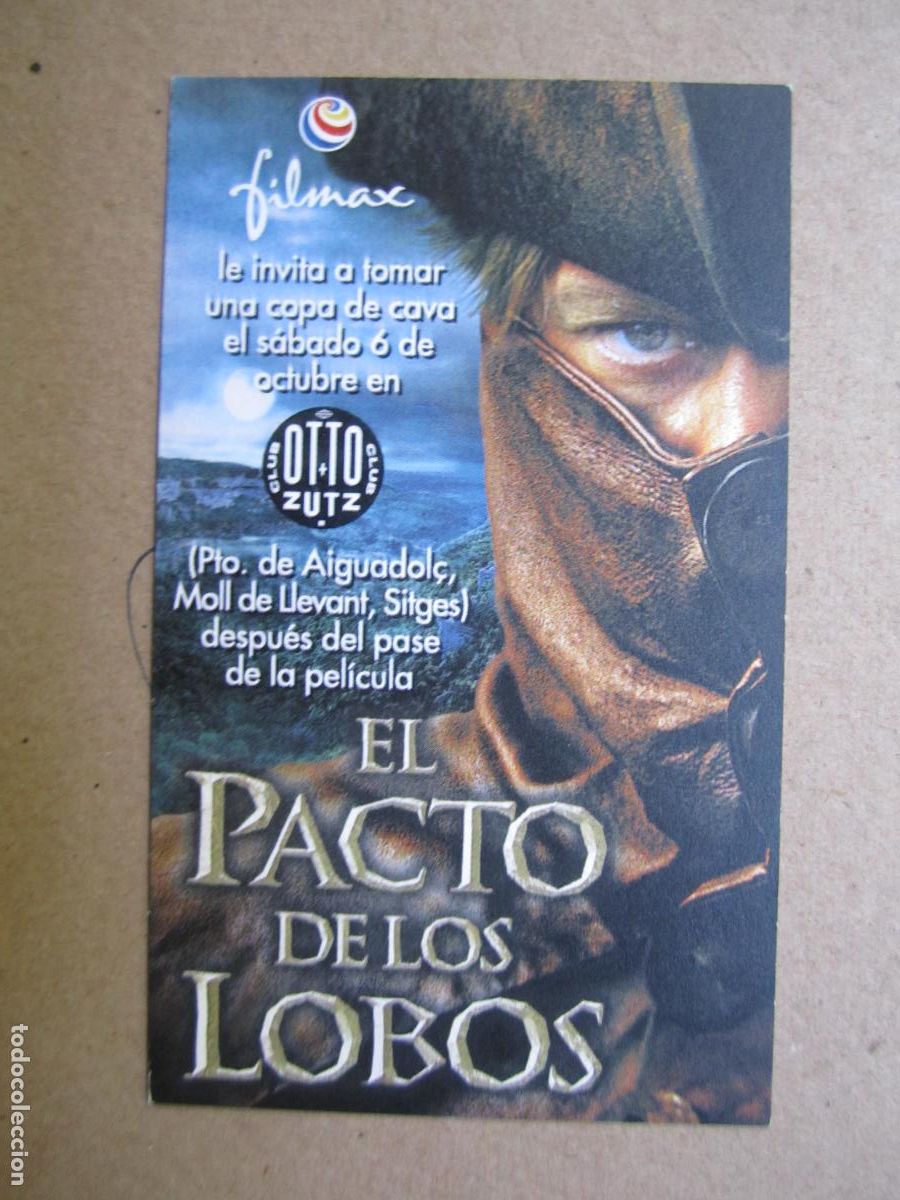 filmax
le invita a tomar
una copa de cava
el sábado 6 de
octubre en
CLUB OTTO CLUB
ZUTZ
(Pto. de Aiguadolç,
Moll de Llevant, Sitges)
después del pase
de la película
EL
PACTO
DE LOS
LOBOS
todocoleccion